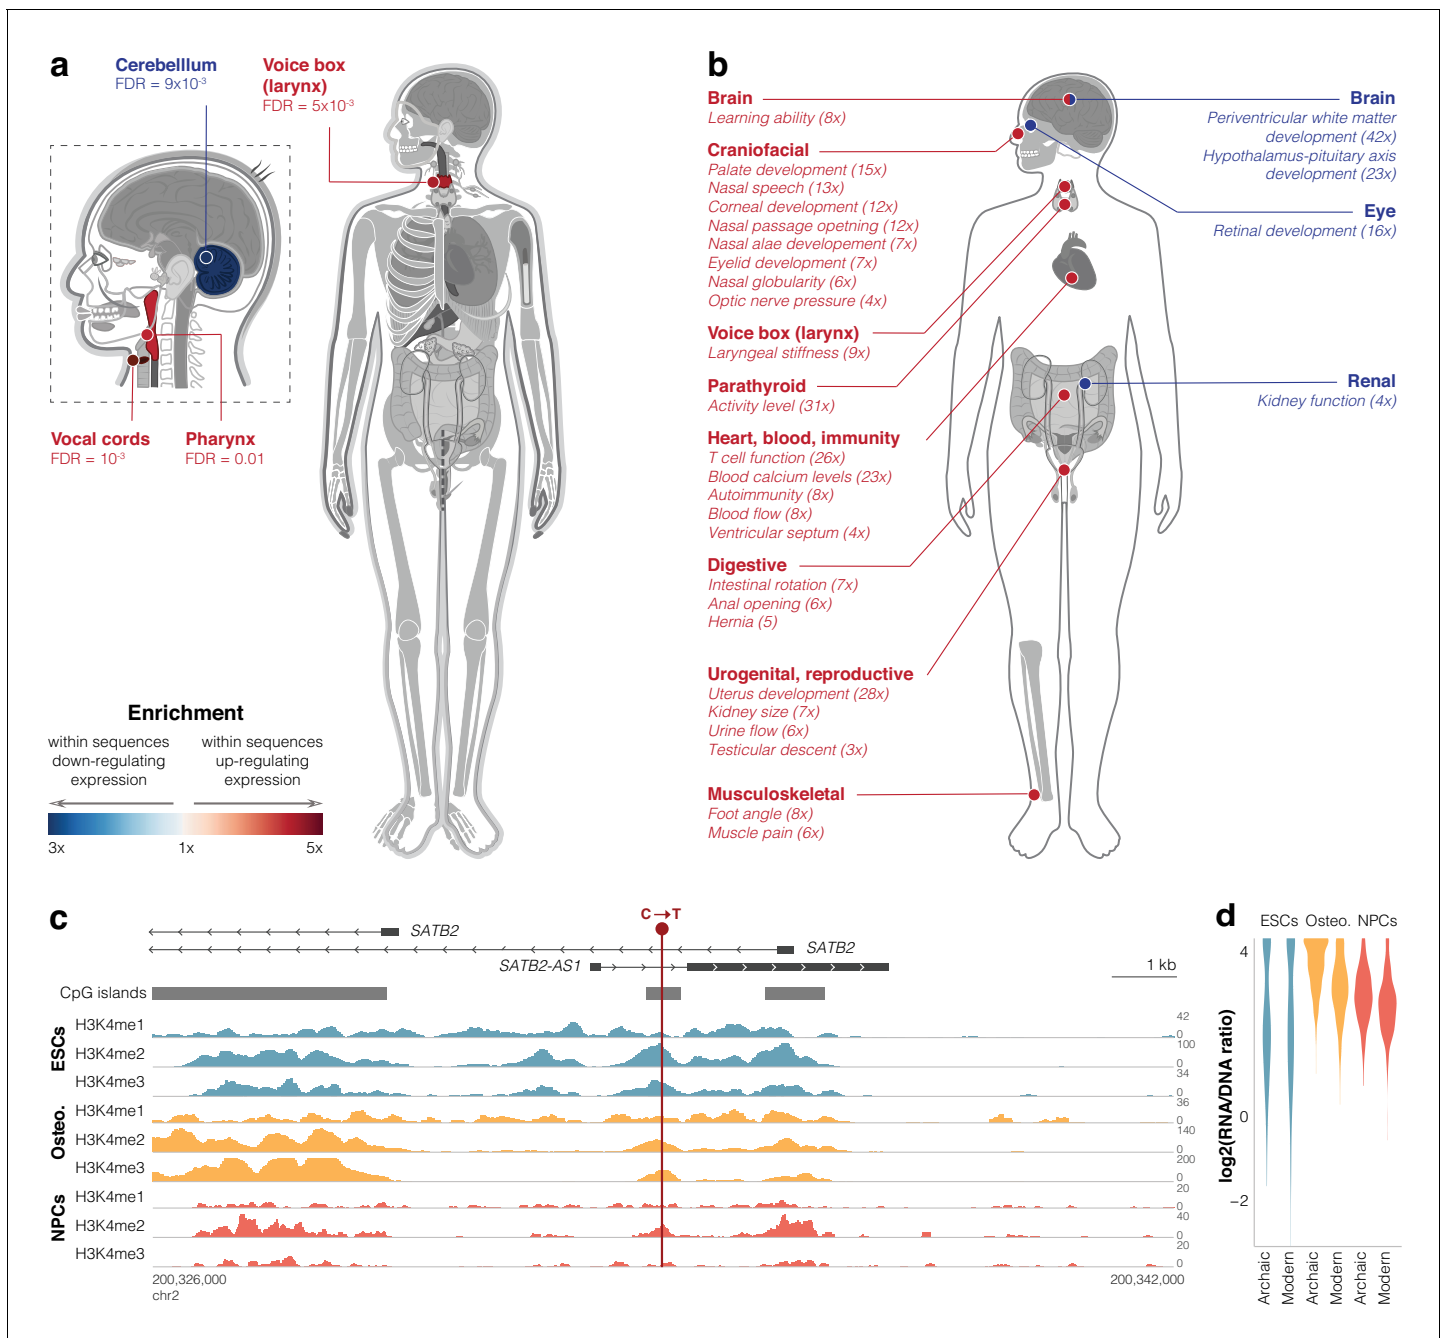 a
Cerebelllum
FDR = 9x10-3
Voice box
(larynx)
FDR = 5x10-3
Vocal cords
FDR = 10-3
Pharynx
FDR = 0.01
Enrichment
within sequences
down-regulating
expression
within sequences
up-regulating
expression
3x
1x
5x
b
Brain
Learning ability (8x)
Craniofacial
Palate development (15x)
Nasal speech (13x)
Corneal development (12x)
Nasal passage opetning (12x)
Nasal alae developement (7x)
Eyelid development (7x)
Nasal globularity (6x)
Optic nerve pressure (4x)
Voice box (larynx)
Laryngeal stiffness (9x)
Parathyroid
Activity level (31x)
Heart, blood, immunity
T cell function (26x)
Blood calcium levels (23x)
Autoimmunity (8x)
Blood flow (8x)
Ventricular septum (4x)
Digestive
Intestinal rotation (7x)
Anal opening (6x)
Hernia (5)
Urogenital, reproductive
Uterus development (28x)
Kidney size (7x)
Urine flow (6x)
Testicular descent (3x)
Musculoskeletal
Foot angle (8x)
Muscle pain (6x)
Brain
Periventricular white matter
development (42x)
Hypothalamus-pituitary axis
development (23x)
Eye
Retinal development (16x)
Renal
Kidney function (4x)
c
C→T
SATB2
SATB2
SATB2-AS1
1 kb
CpG islands
ESCs
H3K4me1
42
0
H3K4me2
100
0
H3K4me3
34
0
Osteo.
H3K4me1
36
0
H3K4me2
140
0
H3K4me3
200
0
NPCs
H3K4me1
20
0
H3K4me2
40
0
H3K4me3
20
0
200,326,000
chr2
200,342,000
d
ESCs Osteo. NPCs
log2(RNA/DNA ratio)
4
0
−2
Archaic
Modern
Archaic
Modern
Archaic
Modern